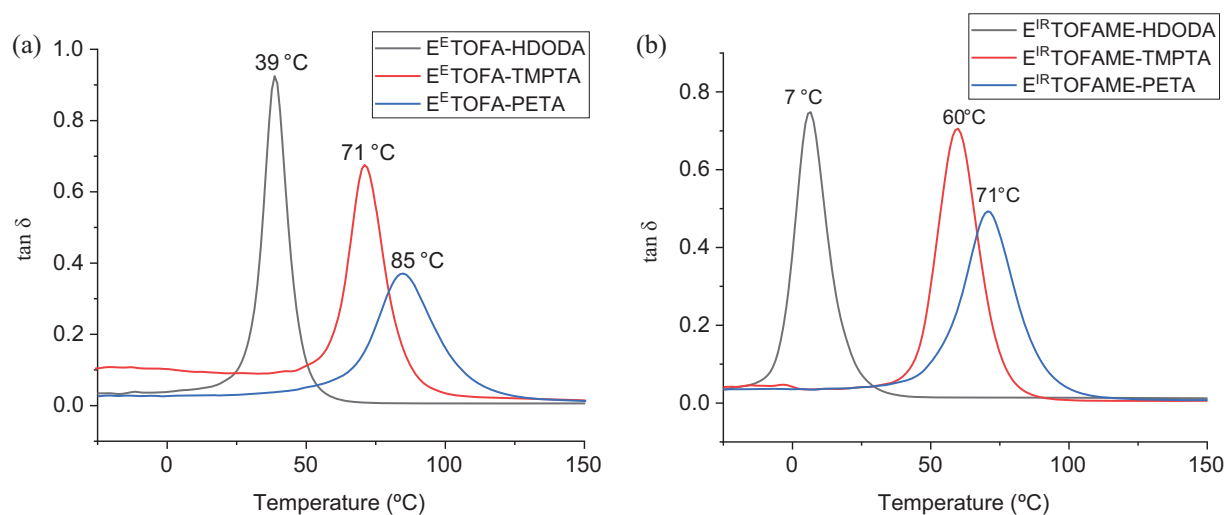 (a)
E^E TOFA-HDODA
E^E TOFA-TMPTA
E^E TOFA-PETA
39 °C
71 °C
85 °C
1.0
0.8
0.6
0.4
0.2
0.0
tan δ
0 50 100 150
Temperature (ºC)
(b)
E^IR TOFAME-HDODA
E^IR TOFAME-TMPTA
E^IR TOFAME-PETA
7 °C
60°C
71°C
0.8
0.6
0.4
0.2
0.0
tan δ
0 50 100 150
Temperature (ºC)